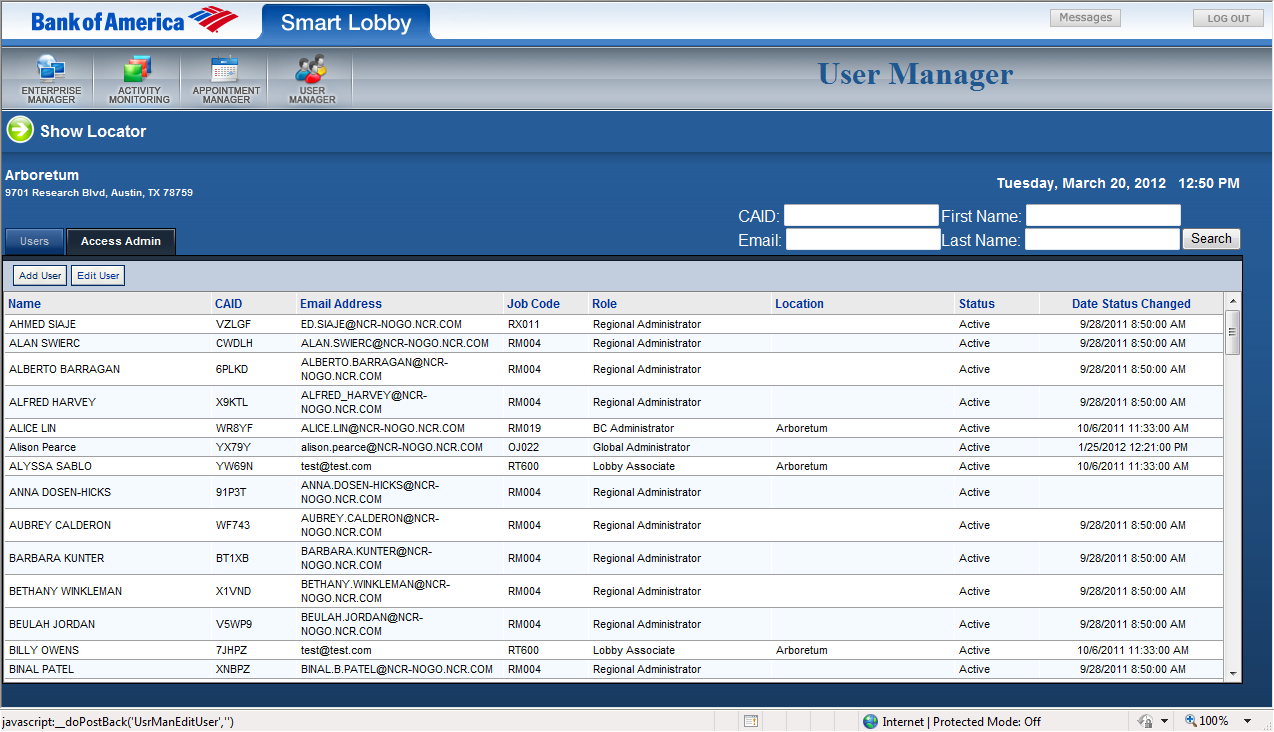 Bank of America
Smart Lobby
Messages
LOG OUT
ENTERPRISE MANAGER
ACTIVITY MONITORING
APPOINTMENT MANAGER
USER MANAGER
User Manager
Show Locator
Arboretum
9701 Research Blvd, Austin, TX 78759
Tuesday, March 20, 2012 12:50 PM
CAID: First Name:
Email: Last Name: Search
Users Access Admin
Add User Edit User
Name CAID Email Address Job Code Role Location Status Date Status Changed
AHMED SIAJE VZLGF ED.SIAJE@NCR-NOGO.NCR.COM RX011 Regional Administrator Active 9/28/2011 8:50:00 AM
ALAN SWIERC CWDLH ALAN.SWIERC@NCR-NOGO.NCR.COM RM004 Regional Administrator Active 9/28/2011 8:50:00 AM
ALBERTO BARRAGAN 6PLKD ALBERTO.BARRAGAN@NCR-NOGO.NCR.COM RM004 Regional Administrator Active 9/28/2011 8:50:00 AM
ALFRED HARVEY X9KTL ALFRED_HARVEY@NCR-NOGO.NCR.COM RM004 Regional Administrator Active 9/28/2011 8:50:00 AM
ALICE LIN WR8YF ALICE.LIN@NCR-NOGO.NCR.COM RM019 BC Administrator Arboretum Active 10/6/2011 11:33:00 AM
Alison Pearce YX79Y alison.pearce@NCR-NOGO.NCR.COM OJ022 Global Administrator Active 1/25/2012 12:21:00 PM
ALYSSA SABLO YW69N test@test.com RT600 Lobby Associate Arboretum Active 10/6/2011 11:33:00 AM
ANNA DOSEN-HICKS 91P3T ANNA.DOSEN-HICKS@NCR-NOGO.NCR.COM RM004 Regional Administrator Active
AUBREY CALDERON WF743 AUBREY.CALDERON@NCR-NOGO.NCR.COM RM004 Regional Administrator Active 9/28/2011 8:50:00 AM
BARBARA KUNTER BT1XB BARBARA.KUNTER@NCR-NOGO.NCR.COM RM004 Regional Administrator Active 9/28/2011 8:50:00 AM
BETHANY WINKLEMAN X1VND BETHANY.WINKLEMAN@NCR-NOGO.NCR.COM RM004 Regional Administrator Active 9/28/2011 8:50:00 AM
BEULAH JORDAN V5WP9 BEULAH.JORDAN@NCR-NOGO.NCR.COM RM004 Regional Administrator Active 9/28/2011 8:50:00 AM
BILLY OWENS 7JHPZ test@test.com RT600 Lobby Associate Arboretum Active 10/6/2011 11:33:00 AM
BINAL PATEL XNBPZ BINAL.B.PATEL@NCR-NOGO.NCR.COM RM004 Regional Administrator Active 9/28/2011 8:50:00 AM
javascript:__doPostBack('UsrManEditUser','') Internet | Protected Mode: Off 100%